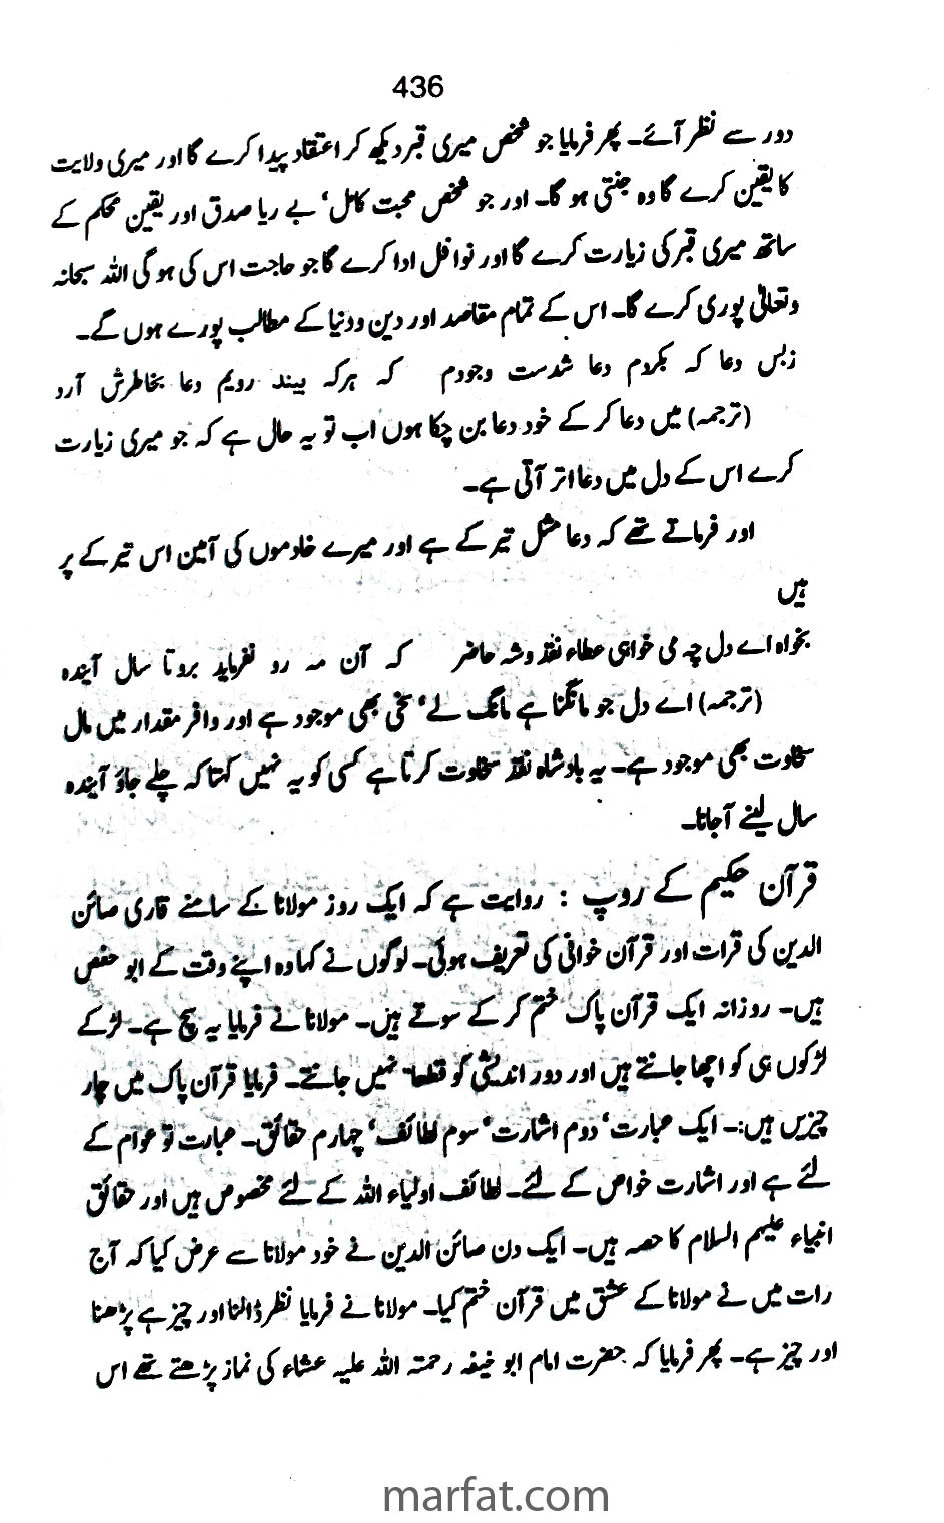 436
دور سے نظر آئے۔ پھر فرمایا جو شخص میری قبر دیکھ کر اعتقاد پیدا کرے گا اور میری ولایت
کا یقین کرے گا وہ جنتی ہو گا۔ اور جو شخص محبت کامل‘ بے ریا صدق اور یقین محکم کے
ساتھ میری قبر کی زیارت کرے گا اور نوافل ادا کرے گا جو حاجت اس کی ہو گی اللہ سبحانہ
وتعالٰی پوری کرے گا۔ اس کے تمام مقاصد اور دین ودنیا کے مطالب پورے ہوں گے۔
زبس دعا کہ بکردم دعا شدست وجودم کہ ہرکہ بیند رویم دعا بخاطرش آرد
(ترجمہ) میں دعا کر کے خود دعا بن چکا ہوں اب تو یہ حال ہے کہ جو میری زیارت
کرے اس کے دل میں دعا اتر آتی ہے۔
اور فرماتے تھے کہ دعا مثل تیر کے ہے اور میرے خادموں کی آمین اس تیر کے پر
ہیں
بخواہ اے دل چہ می خواہی عطاء نقد وشہ حاضر کہ آن مہ رو نفرماید بروتا سال آیندہ
(ترجمہ) اے دل جو مانگنا ہے مانگ لے‘ سخی بھی موجود ہے اور وافر مقدار میں مال
سخاوت بھی موجود ہے۔ یہ بادشاہ نقد سخاوت کرتا ہے کسی کو یہ نہیں کہتا کہ چلے جاؤ آیندہ
سال لینے آجانا۔
قرآن حکیم کے روپ : روایت ہے کہ ایک روز مولانا کے سامنے قاری صائن
الدین کی قرات اور قرآن خوانی کی تعریف ہوئی۔ لوگوں نے کہا وہ اپنے وقت کے ابو حفص
ہیں۔ روزانہ ایک قرآن پاک ختم کر کے سوتے ہیں۔ مولانا نے فرمایا یہ سچ ہے۔ لڑکے
لڑکوں ہی کو اچھا جانتے ہیں اور دور اندیشی کو قطعاً نہیں جانتے۔ فرمایا قرآن پاک میں چار
چیزیں ہیں:۔ ایک عبارت‘ دوم اشارت‘ سوم لطائف‘ چہارم حقائق۔ عبارت تو عوام کے
لئے ہے اور اشارت خواص کے لئے۔ لطائف اولیاء اللہ کے لئے مخصوص ہیں اور حقائق
انبیاء علیہم السلام کا حصہ ہیں۔ ایک دن صائن الدین نے خود مولانا سے عرض کیا کہ آج
رات میں نے مولانا کے عشق میں قرآن ختم کیا۔ مولانا نے فرمایا نظر ڈالنا اور چیز ہے پڑھنا
اور چیز ہے۔ پھر فرمایا کہ حضرت امام ابو حنیفہ رحمتہ اللہ علیہ عشاء کی نماز پڑھتے تھے اس
marfat.com